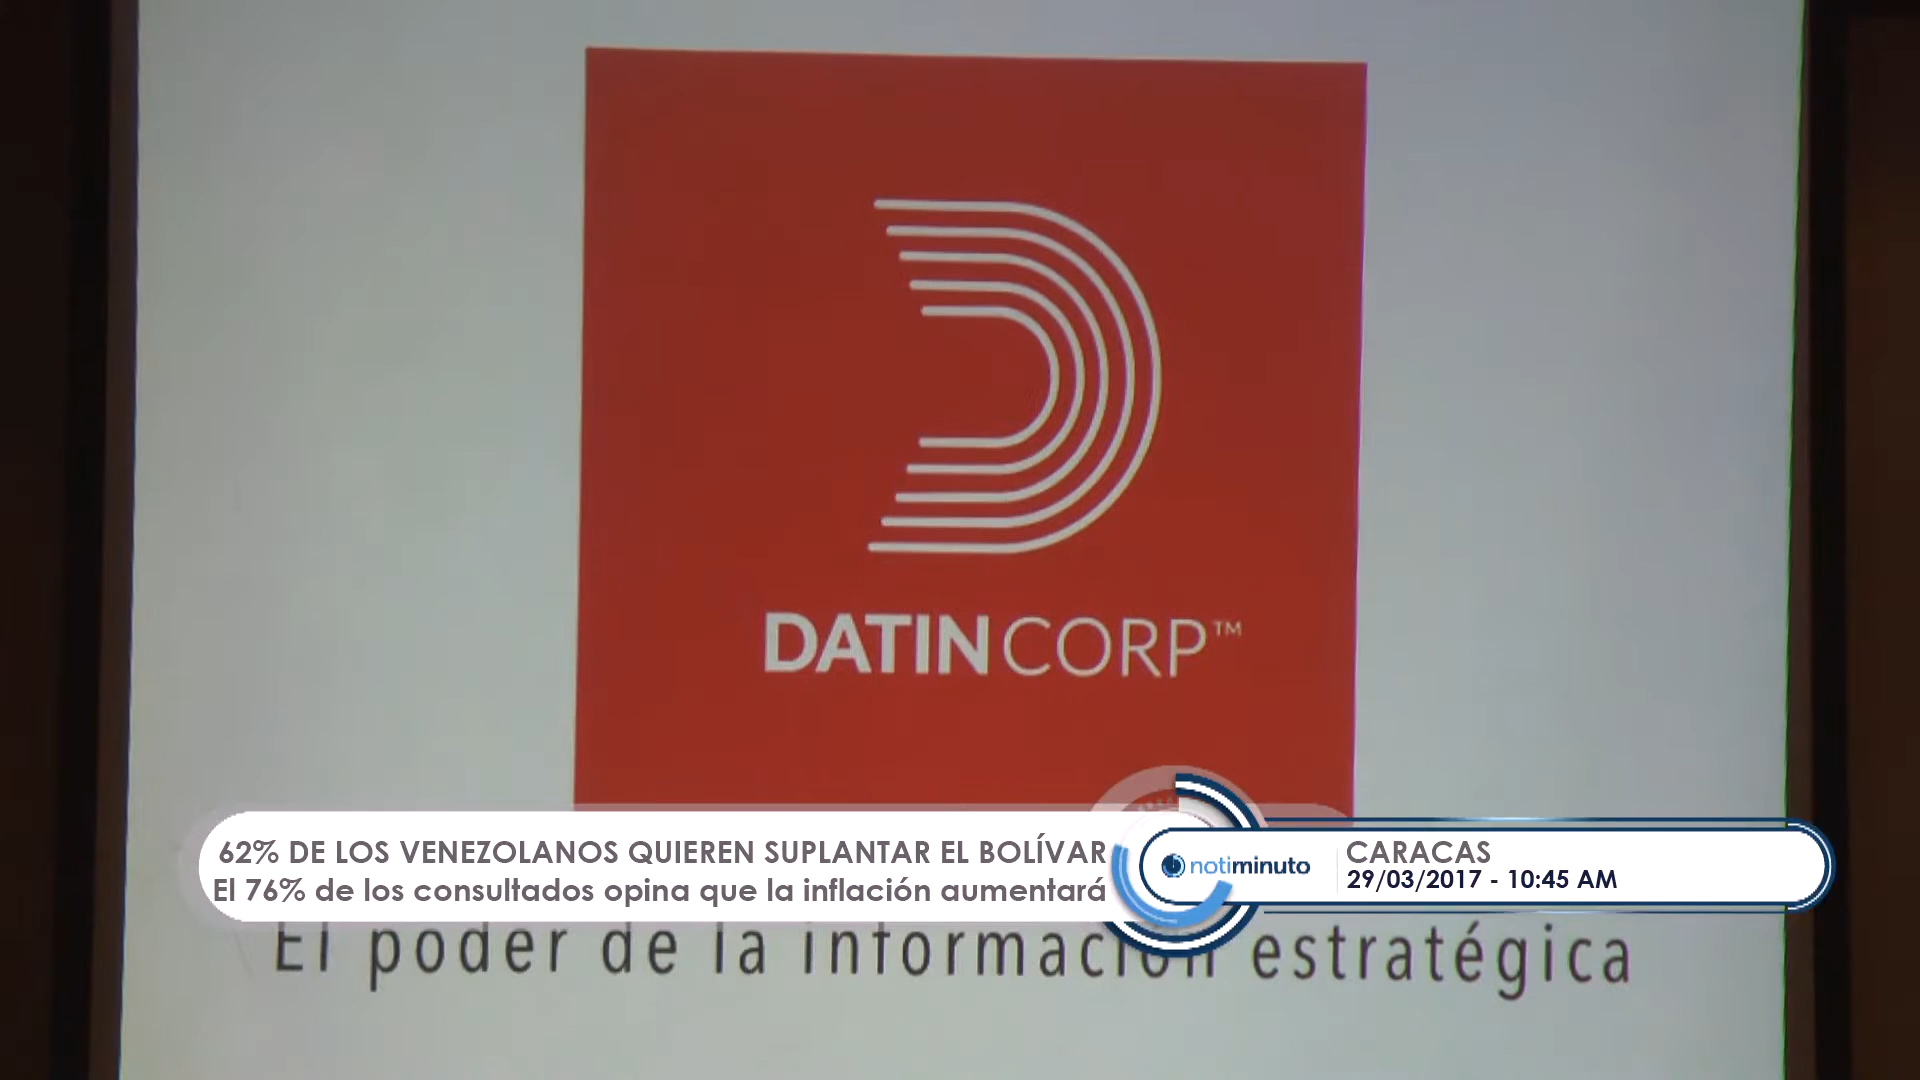 DATINCORP™
62% DE LOS VENEZOLANOS QUIEREN SUPLANTAR EL BOLÍVAR
El 76% de los consultados opina que la inflación aumentará
notiminuto
CARACAS
29/03/2017 - 10:45 AM
El poder de la información estratégica